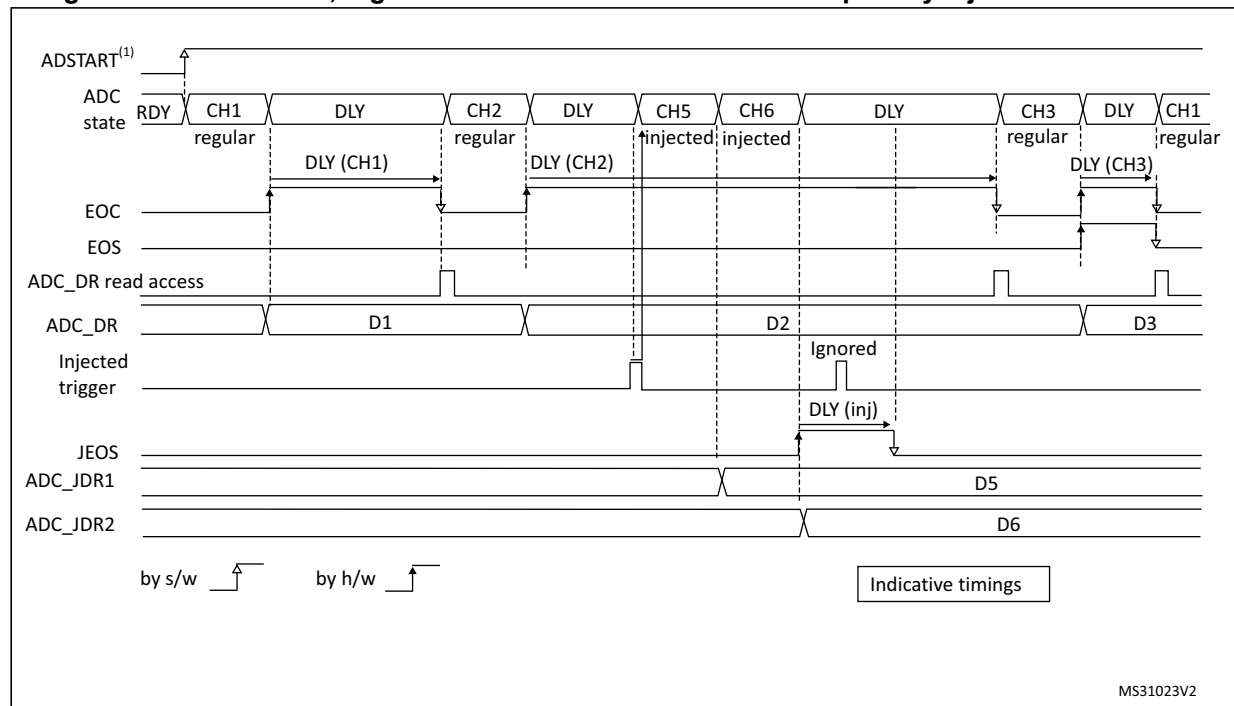 ADSTART(1)
ADC state RDY CH1 DLY CH2 DLY CH5 CH6 DLY CH3 DLY CH1
regular regular injected injected regular regular
DLY (CH1) DLY (CH2) DLY (CH3)
EOC
EOS
ADC_DR read access
ADC_DR D1 D2 D3
Injected trigger Ignored
DLY (inj)
JEOS
ADC_JDR1 D5
ADC_JDR2 D6
by s/w by h/w Indicative timings
MS31023V2